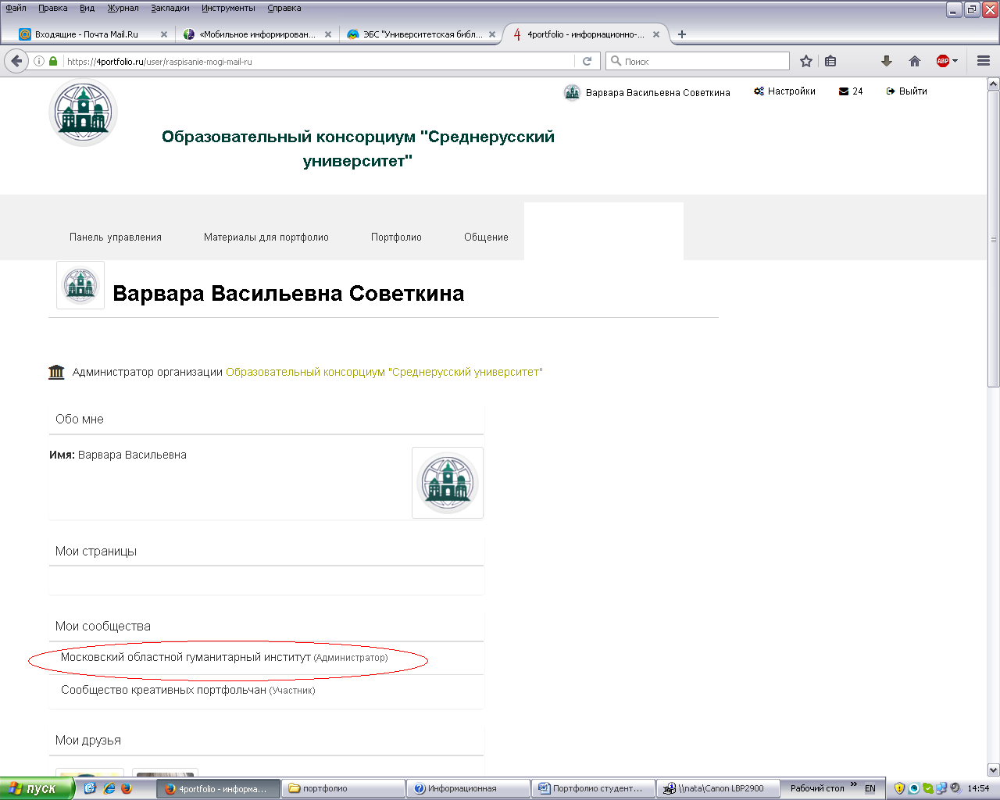 Файл Правка Вид Журнал Закладки Инструменты Справка
Входящие - Почта Mail.Ru
«Мобильное информирован...
ЭБС "Университетская библ...
4portfolio - информационно-...
https://4portfolio.ru/user/raspisanie-mogi-mail-ru
Поиск
ABP
Варвара Васильевна Советкина
Настройки
24
Выйти
Образовательный консорциум "Среднерусский
университет"
Панель управления
Материалы для портфолио
Портфолио
Общение
Варвара Васильевна Советкина
Администратор организации Образовательный консорциум "Среднерусский университет"
Обо мне
Имя: Варвара Васильевна
Мои страницы
Мои сообщества
Московский областной гуманитарный институт (Администратор)
Сообщество креативных портфольчан (Участник)
Мои друзья
пуск
4portfolio - информа...
портфолио
Информационная
Портфолио студент...
\\nata\Canon LBP2900
Рабочий стол
»
EN
14:54